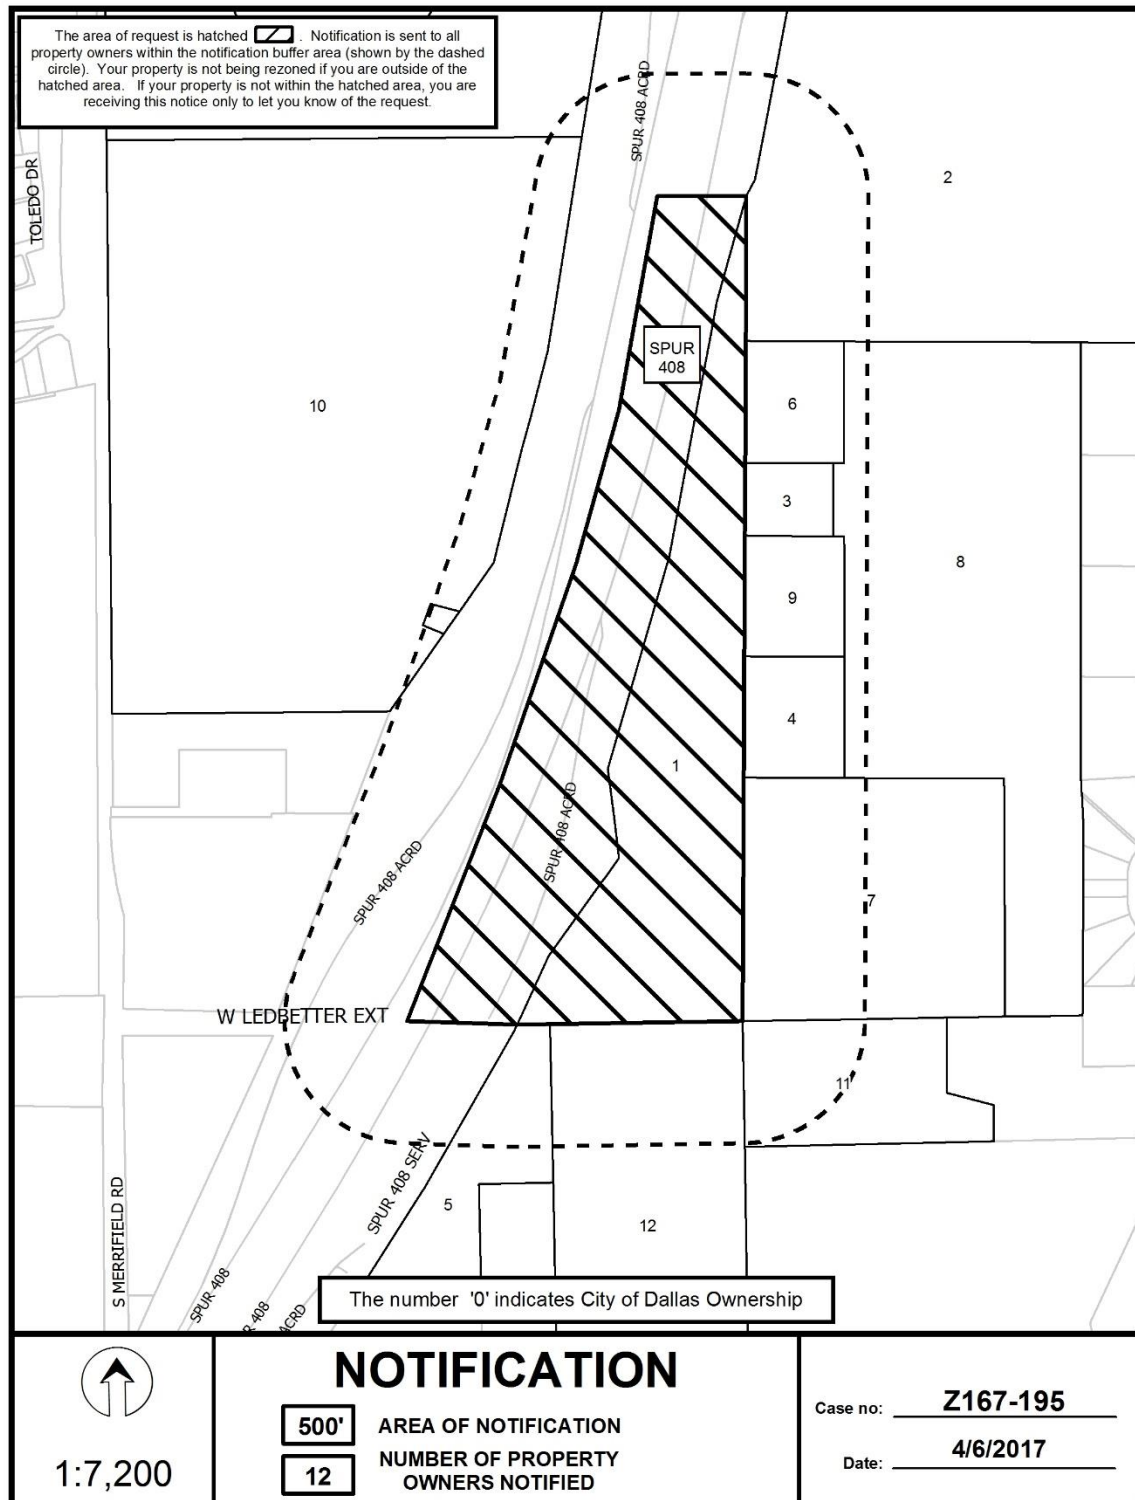 The area of request is hatched . Notification is sent to all
property owners within the notification buffer area (shown by the dashed
circle). Your property is not being rezoned if you are outside of the
hatched area. If your property is not within the hatched area, you are
receiving this notice only to let you know of the request.
SPUR 408 ACRD
TOLEDO DR
2
SPUR
408
10
6
3
9
8
4
1
SPUR 408 ACRD
SPUR 408 ACRD
7
W LEDBETTER EXT
11
SPUR 408 SERV
5
12
S MERRIFIELD RD
SPUR 408
R 408
ACRD
The number '0' indicates City of Dallas Ownership
1:7,200
NOTIFICATION
500' AREA OF NOTIFICATION
12 NUMBER OF PROPERTY
OWNERS NOTIFIED
Case no: Z167-195
Date: 4/6/2017